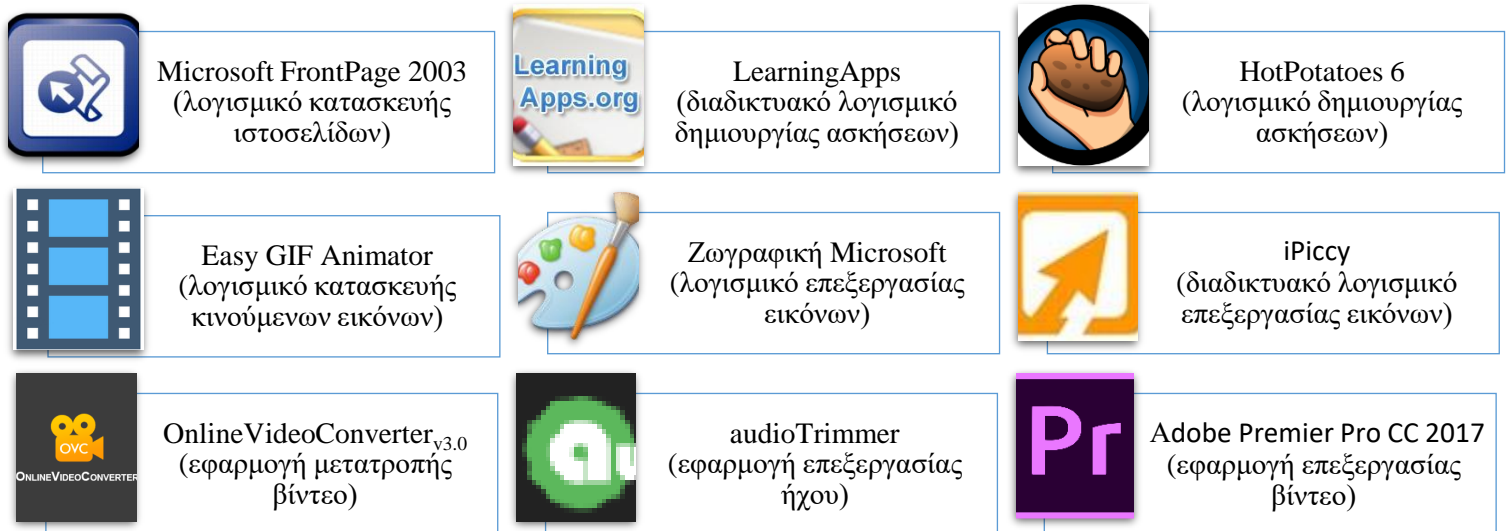 Microsoft FrontPage 2003
(λογισμικό κατασκευής
ιστοσελίδων)
Learning
Apps.org
LearningApps
(διαδικτυακό λογισμικό
δημιουργίας ασκήσεων)
HotPotatoes 6
(λογισμικό δημιουργίας
ασκήσεων)
Easy GIF Animator
(λογισμικό κατασκευής
κινούμενων εικόνων)
Ζωγραφική Microsoft
(λογισμικό επεξεργασίας
εικόνων)
iPiccy
(διαδικτυακό λογισμικό
επεξεργασίας εικόνων)
OVC
ONLINEVIDEOCONVERTER
OnlineVideoConverterv3.0
(εφαρμογή μετατροπής
βίντεο)
au
audioTrimmer
(εφαρμογή επεξεργασίας
ήχου)
Pr
Adobe Premier Pro CC 2017
(εφαρμογή επεξεργασίας
βίντεο)